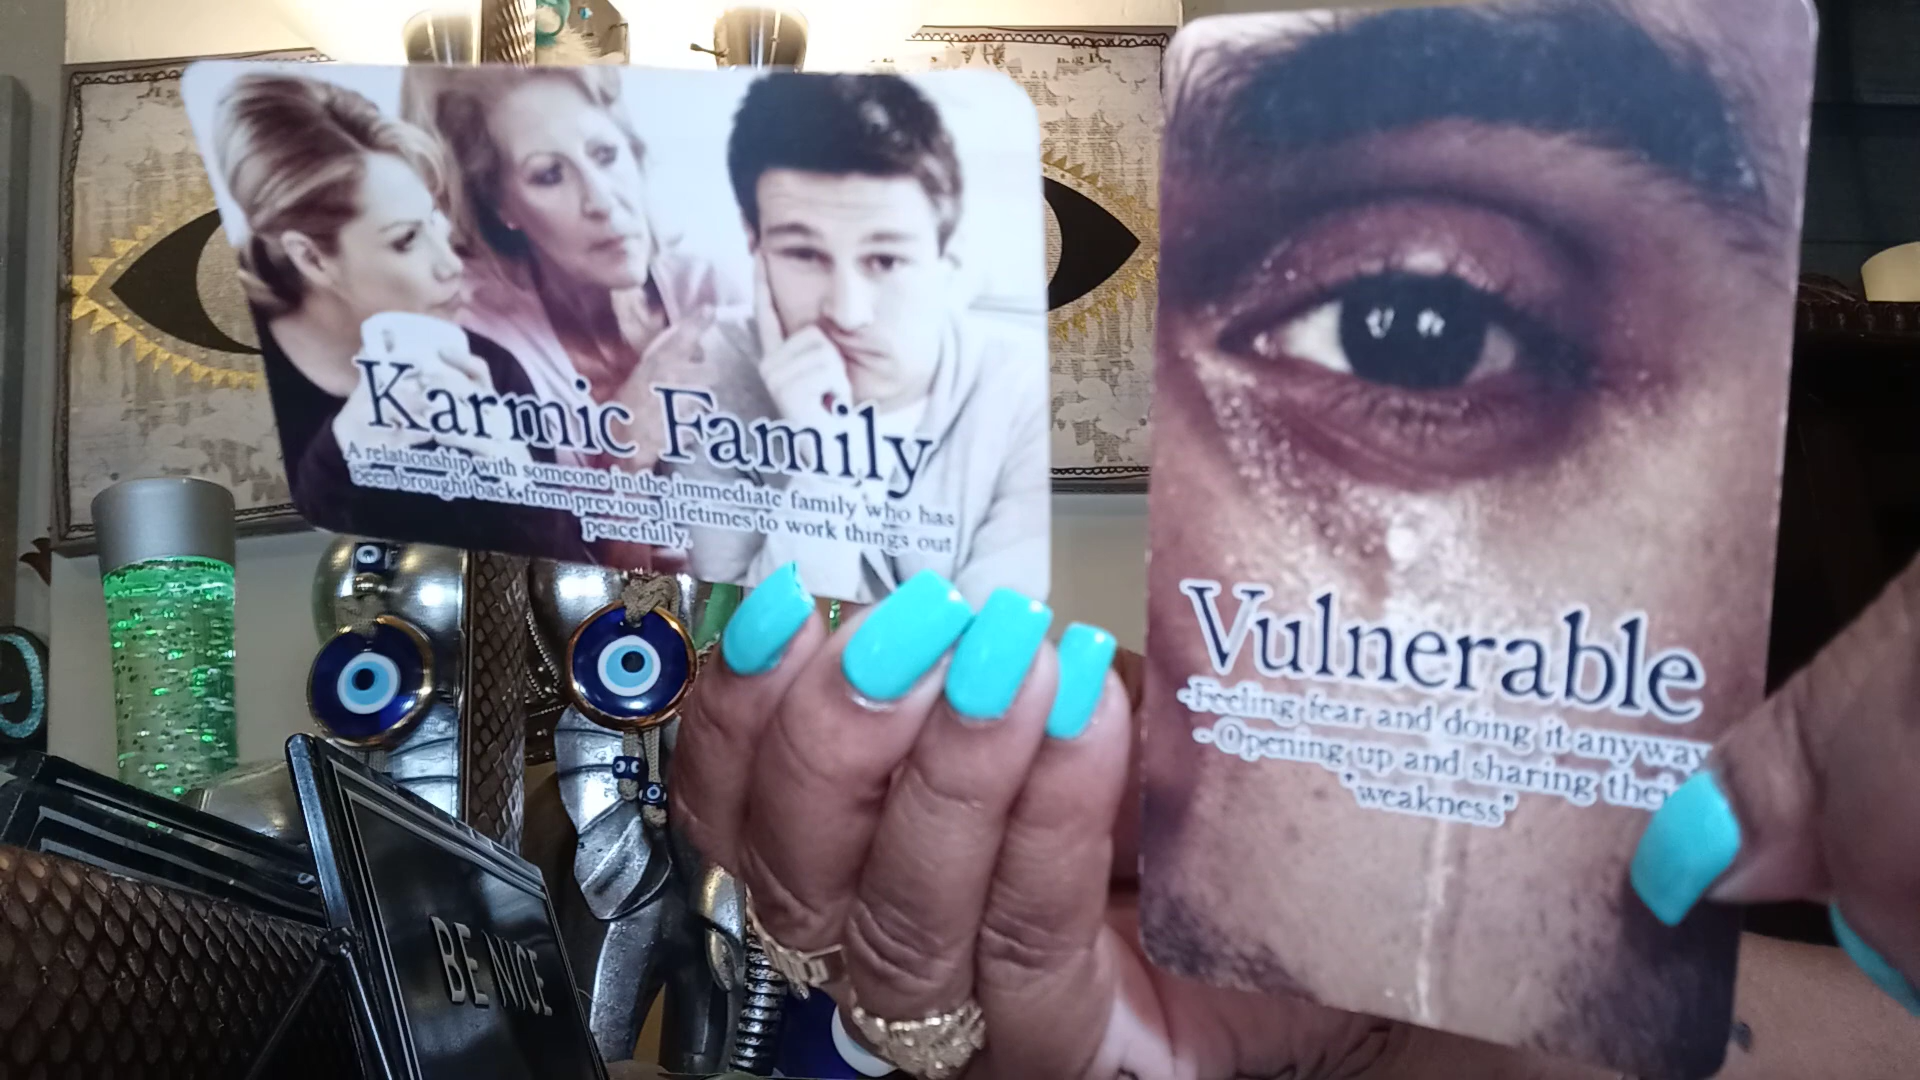 Karmic Family
A relationship with someone in the immediate family who has
been brought back from previous lifetimes to work things out
peacefully.
Vulnerable
-Feeling fear and doing it anyway
- Opening up and sharing their
"weakness"
BE NICE